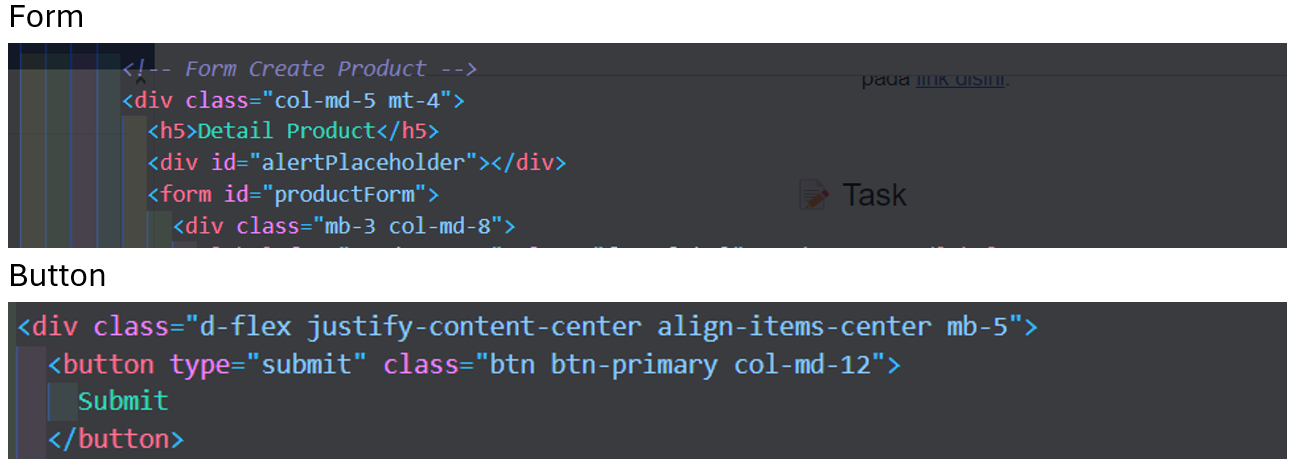 Form
<!-- Form Create Product -->
pada link disini.
<div class="col-md-5 mt-4">
<h5>Detail Product</h5>
<div id="alertPlaceholder"></div>
<form id="productForm">
Task
<div class="mb-3 col-md-8">
Button
<div class="d-flex justify-content-center align-items-center mb-5">
<button type="submit" class="btn btn-primary col-md-12">
Submit
</button>